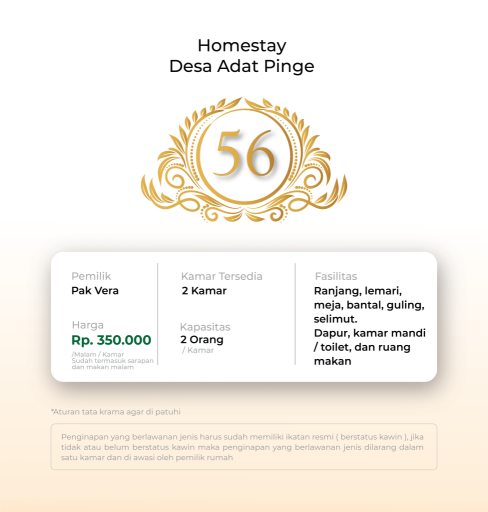 Homestay
Desa Adat Pinge
56
Pemilik
Pak Vera
Harga
Rp. 350.000
/Malam / Kamar
Sudah termasuk sarapan
dan makan malam
Kamar Tersedia
2 Kamar
Kapasitas
2 Orang
/ Kamar
Fasilitas
Ranjang, lemari,
meja, bantal, guling,
selimut.
Dapur, kamar mandi
/ toilet, dan ruang
makan
*Aturan tata krama agar di patuhi
Penginapan yang berlawanan jenis harus sudah memiliki ikatan resmi ( berstatus kawin ), jika
tidak atau belum berstatus kawin maka penginapan yang berlawanan jenis dilarang dalam
satu kamar dan di awasi oleh pemilik rumah